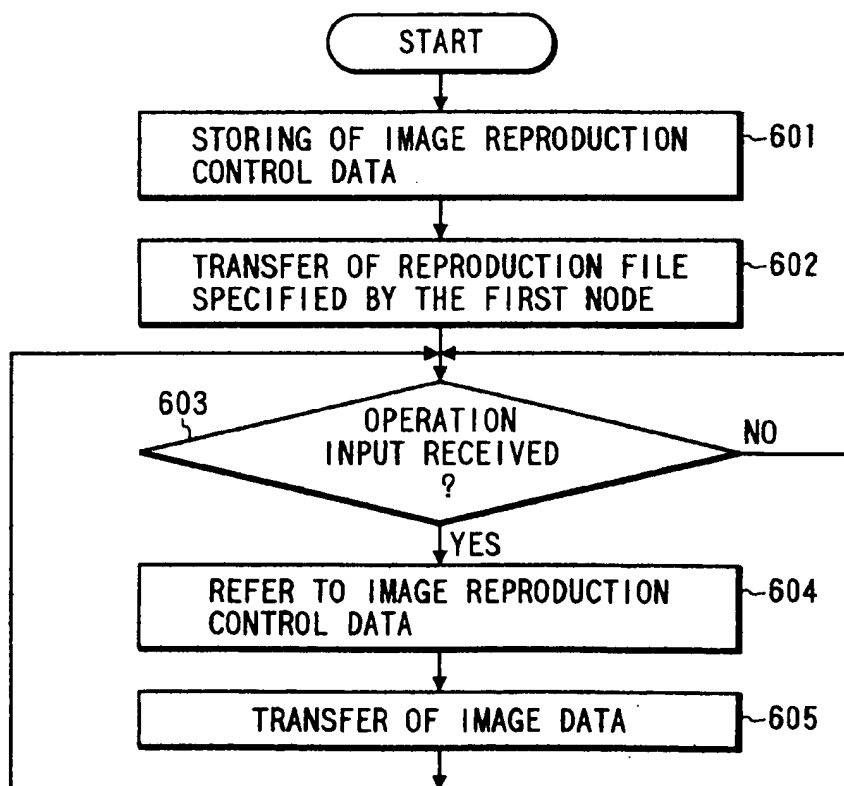 START
STORING OF IMAGE REPRODUCTION
CONTROL DATA
601
TRANSFER OF REPRODUCTION FILE
SPECIFIED BY THE FIRST NODE
602
603
OPERATION
INPUT RECEIVED
?
NO
YES
REFER TO IMAGE REPRODUCTION
CONTROL DATA
604
TRANSFER OF IMAGE DATA
605